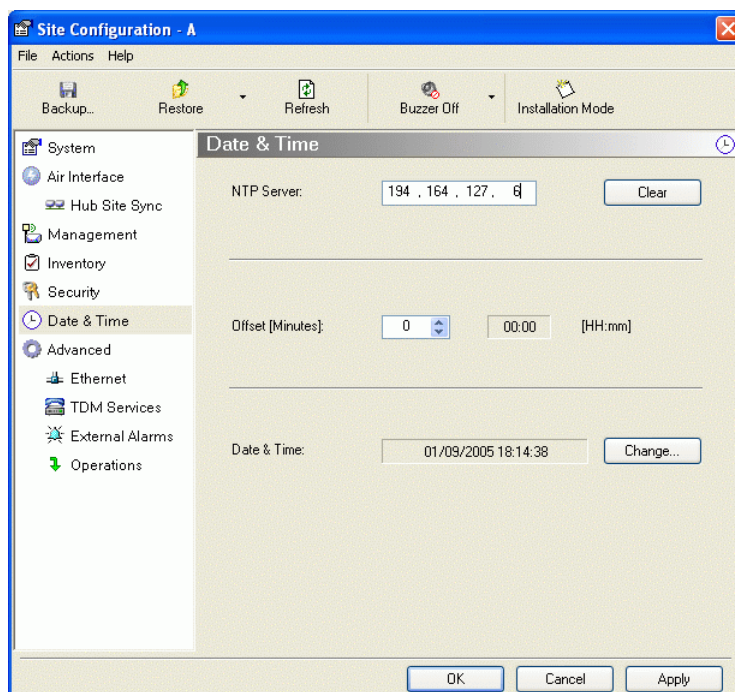 Site Configuration - A
File Actions Help
Backup... Restore Refresh Buzzer Off Installation Mode
System
Air Interface
Hub Site Sync
Management
Inventory
Security
Date & Time
Advanced
Ethernet
TDM Services
External Alarms
Operations
Date & Time
NTP Server: 194 . 164 . 127 . 6 Clear
Offset [Minutes]: 0 00:00 [HH:mm]
Date & Time: 01/09/2005 18:14:38 Change...
OK Cancel Apply